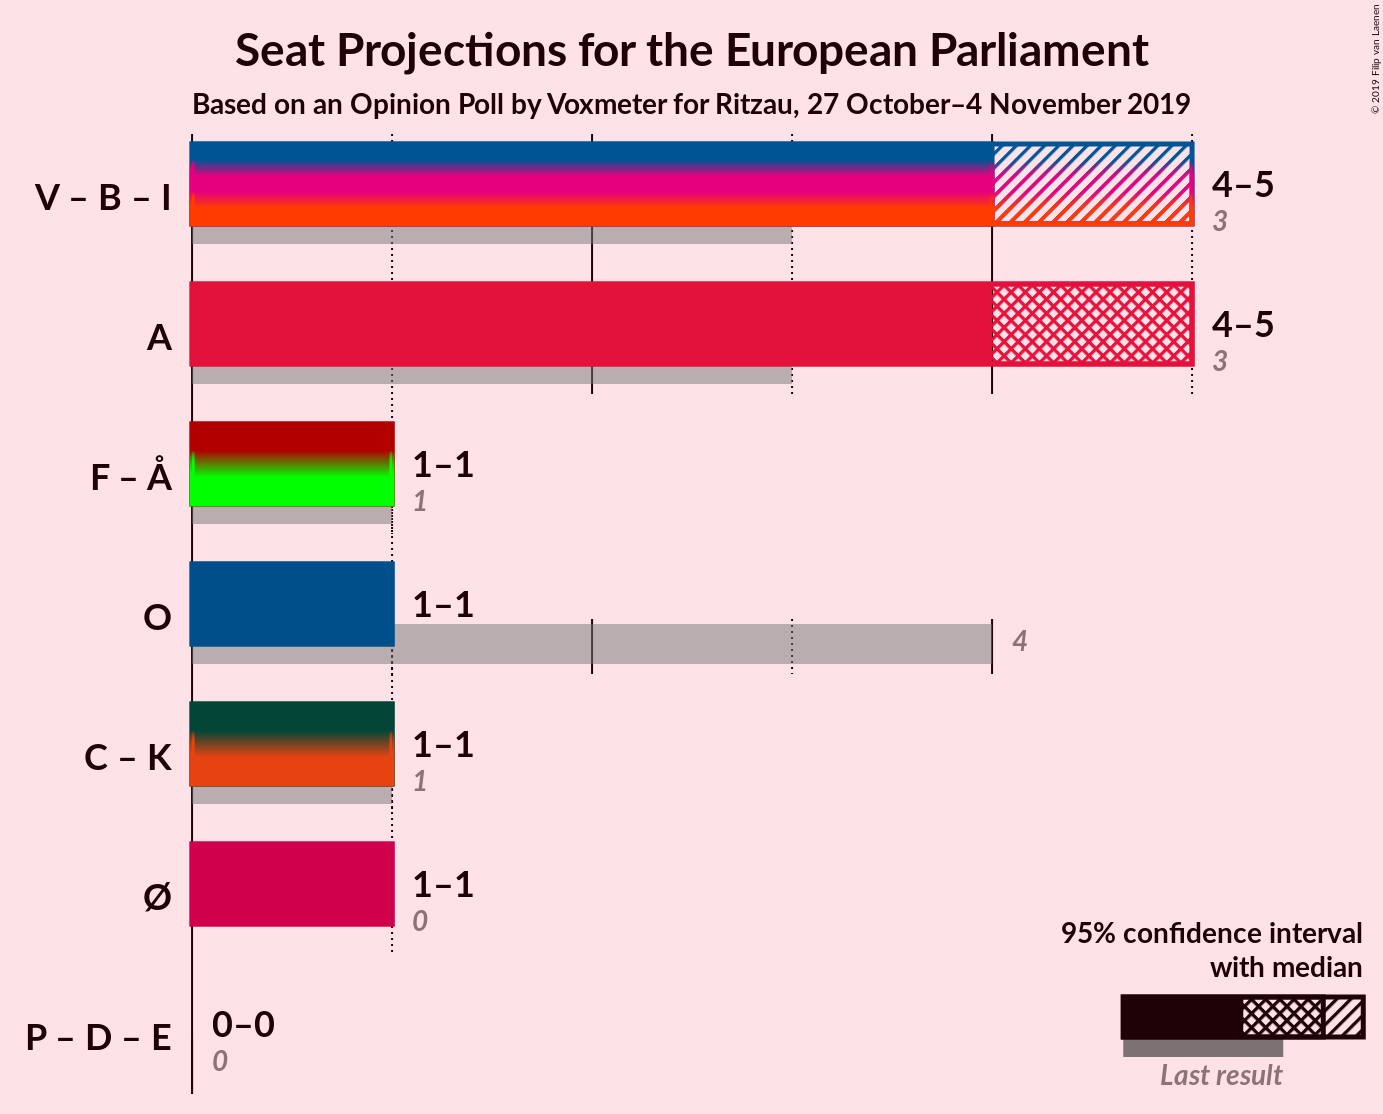 Seat Projections for the European Parliament
Based on an Opinion Poll by Voxmeter for Ritzau, 27 October–4 November 2019
© 2019 Filip van Laenen
V – B – I
4–5
3
A
4–5
3
F – Å
1–1
1
O
1–1
4
C – K
1–1
1
Ø
1–1
0
P – D – E
0–0
0
95% confidence interval
with median
Last result